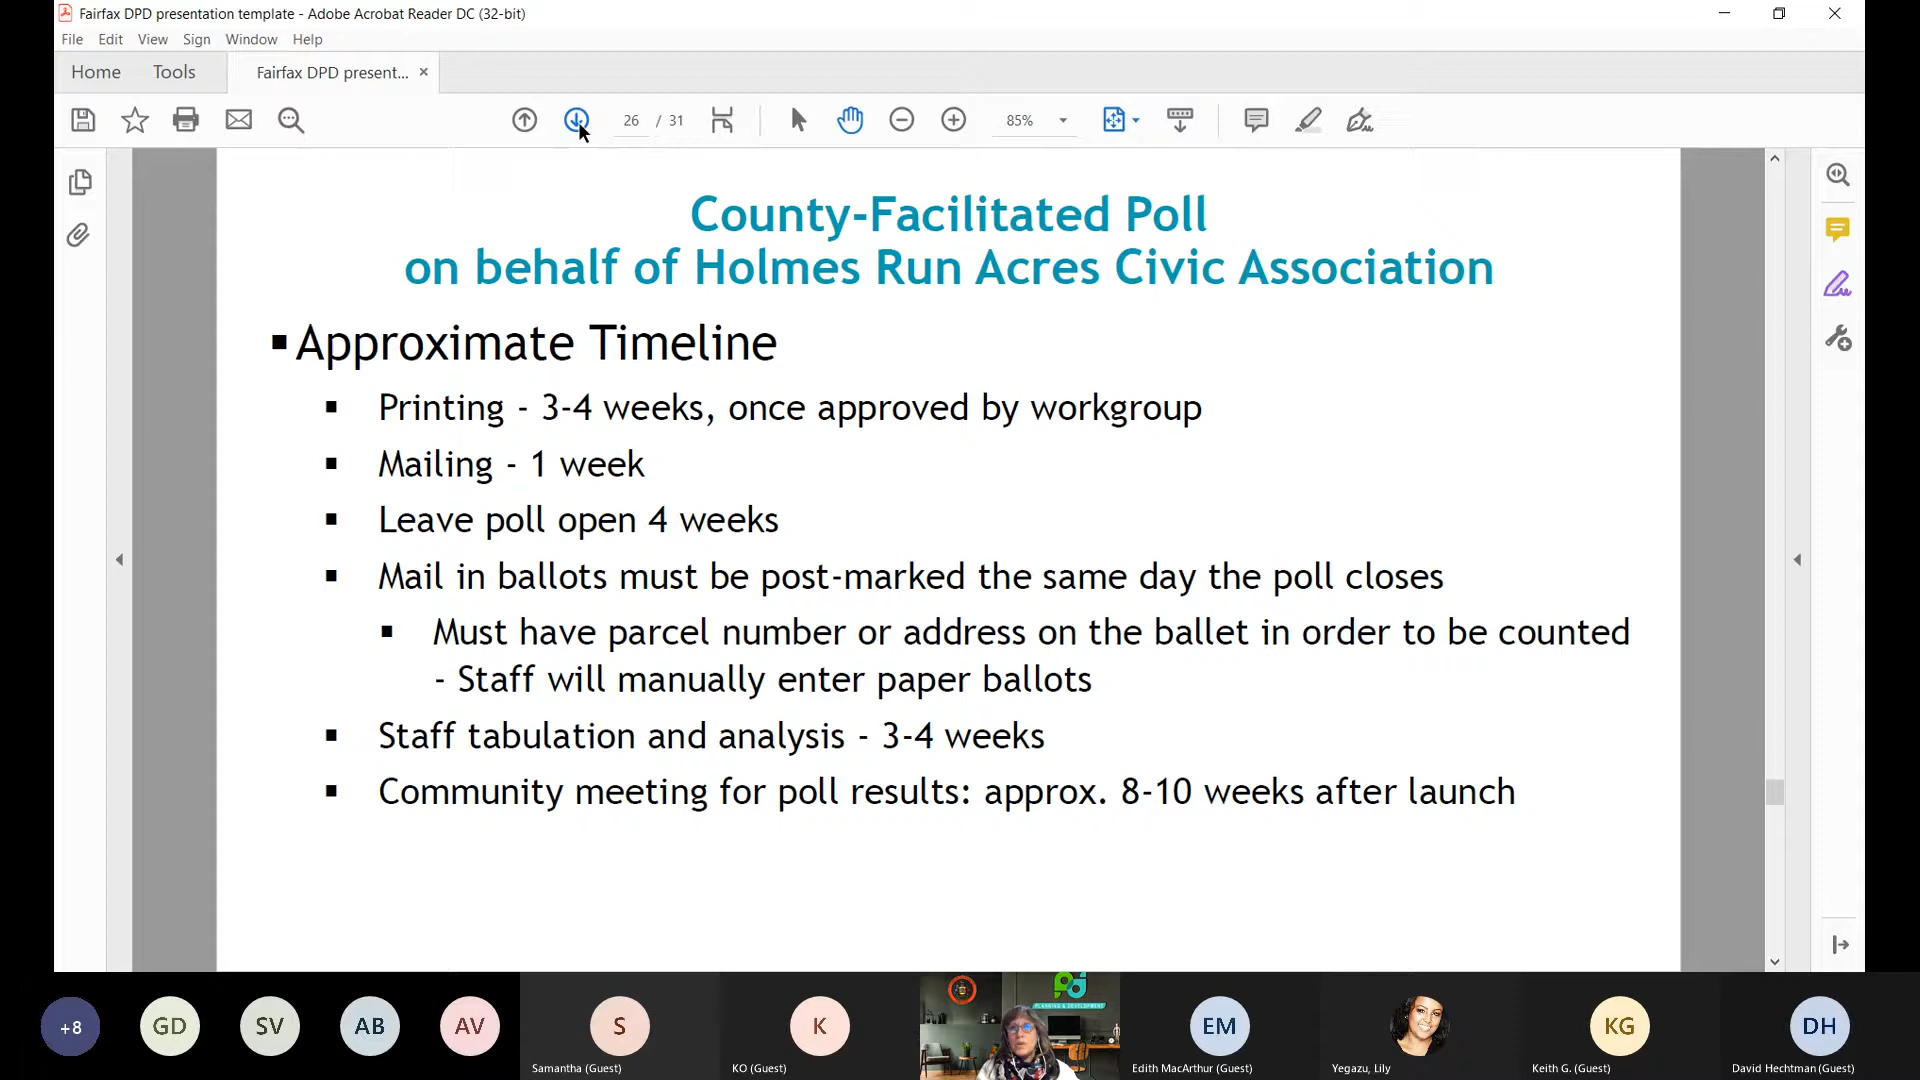 Fairfax DPD presentation template - Adobe Acrobat Reader DC (32-bit)
File Edit View Sign Window Help
Home Tools Fairfax DPD present... ×
26 / 31 85%
County-Facilitated Poll
on behalf of Holmes Run Acres Civic Association
Approximate Timeline
Printing - 3-4 weeks, once approved by workgroup
Mailing - 1 week
Leave poll open 4 weeks
Mail in ballots must be post-marked the same day the poll closes
Must have parcel number or address on the ballet in order to be counted
- Staff will manually enter paper ballots
Staff tabulation and analysis - 3-4 weeks
Community meeting for poll results: approx. 8-10 weeks after launch
+8 GD SV AB AV S K EM KG DH
PLANNING & DEVELOPMENT
Samantha (Guest) KO (Guest) Edith MacArthur (Guest) Yegazu, Lily Keith G. (Guest) David Hechtman (Guest)